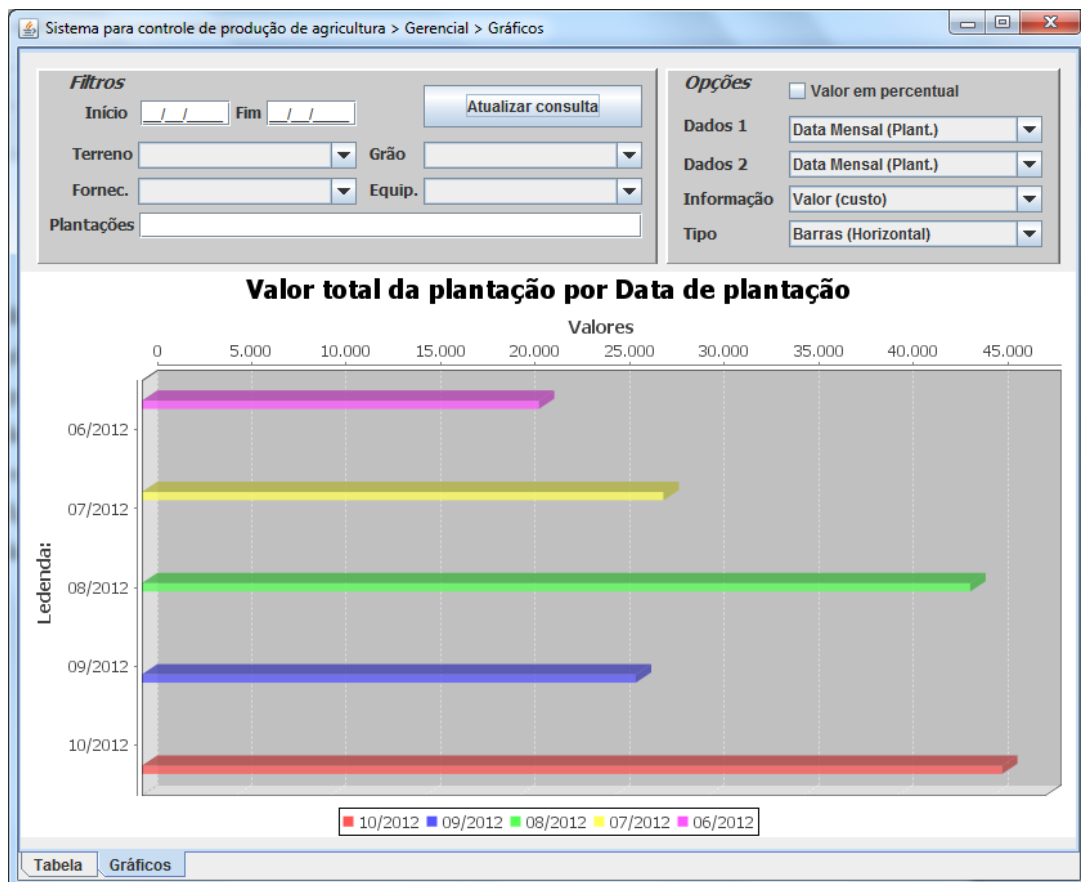 Sistema para controle de produção de agricultura > Gerencial > Gráficos
Filtros
Início __/__/____ Fim __/__/____
Atualizar consulta
Terreno Grão
Fornec. Equip.
Plantações
Opções
Valor em percentual
Dados 1 Data Mensal (Plant.)
Dados 2 Data Mensal (Plant.)
Informação Valor (custo)
Tipo Barras (Horizontal)
Valor total da plantação por Data de plantação
Valores
0 5.000 10.000 15.000 20.000 25.000 30.000 35.000 40.000 45.000
Ledenda:
06/2012
07/2012
08/2012
09/2012
10/2012
10/2012 09/2012 08/2012 07/2012 06/2012
Tabela Gráficos